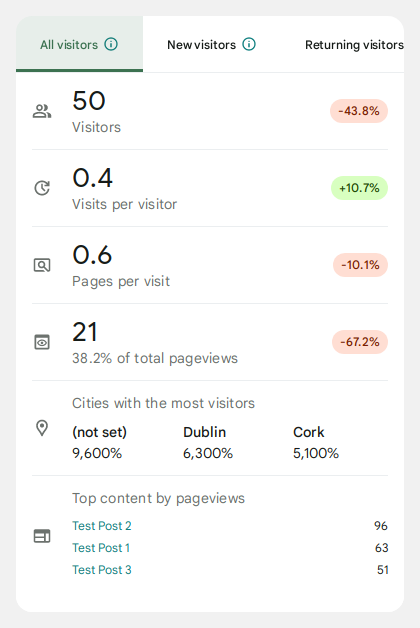 All visitors New visitors Returning visitors
50
Visitors
-43.8%
0.4
Visits per visitor
+10.7%
0.6
Pages per visit
-10.1%
21
38.2% of total pageviews
-67.2%
Cities with the most visitors
(not set) Dublin Cork
9,600% 6,300% 5,100%
Top content by pageviews
Test Post 2 96
Test Post 1 63
Test Post 3 51